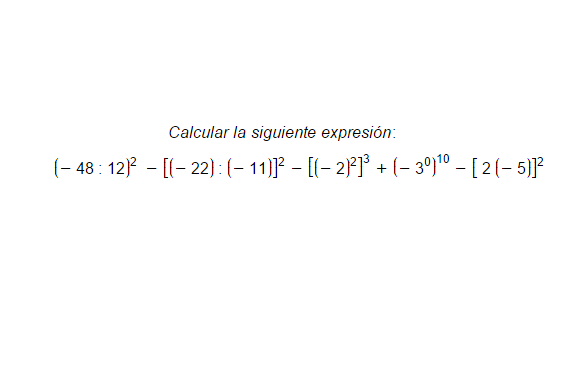 Calcular la siguiente expresión:
(− 48 : 12)² − [(− 22) : (− 11)]² − [(− 2)²]³ + (− 3⁰)¹⁰ − [ 2 (− 5)]²